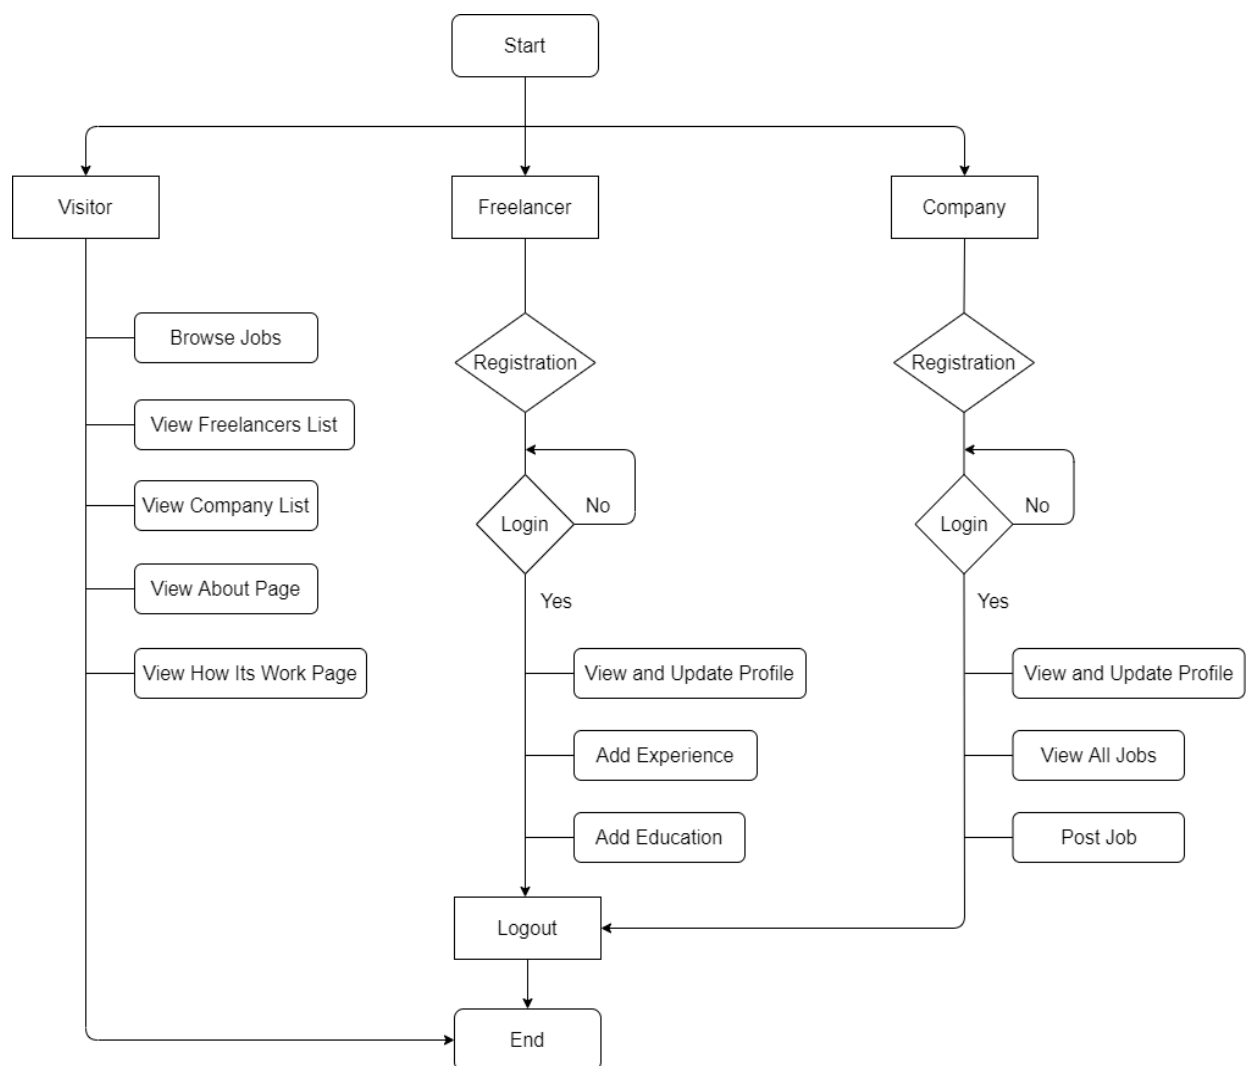 Start
Visitor
Freelancer
Company
Browse Jobs
View Freelancers List
View Company List
View About Page
View How Its Work Page
Registration
Login
No
Yes
View and Update Profile
Add Experience
Add Education
Registration
Login
No
Yes
View and Update Profile
View All Jobs
Post Job
Logout
End